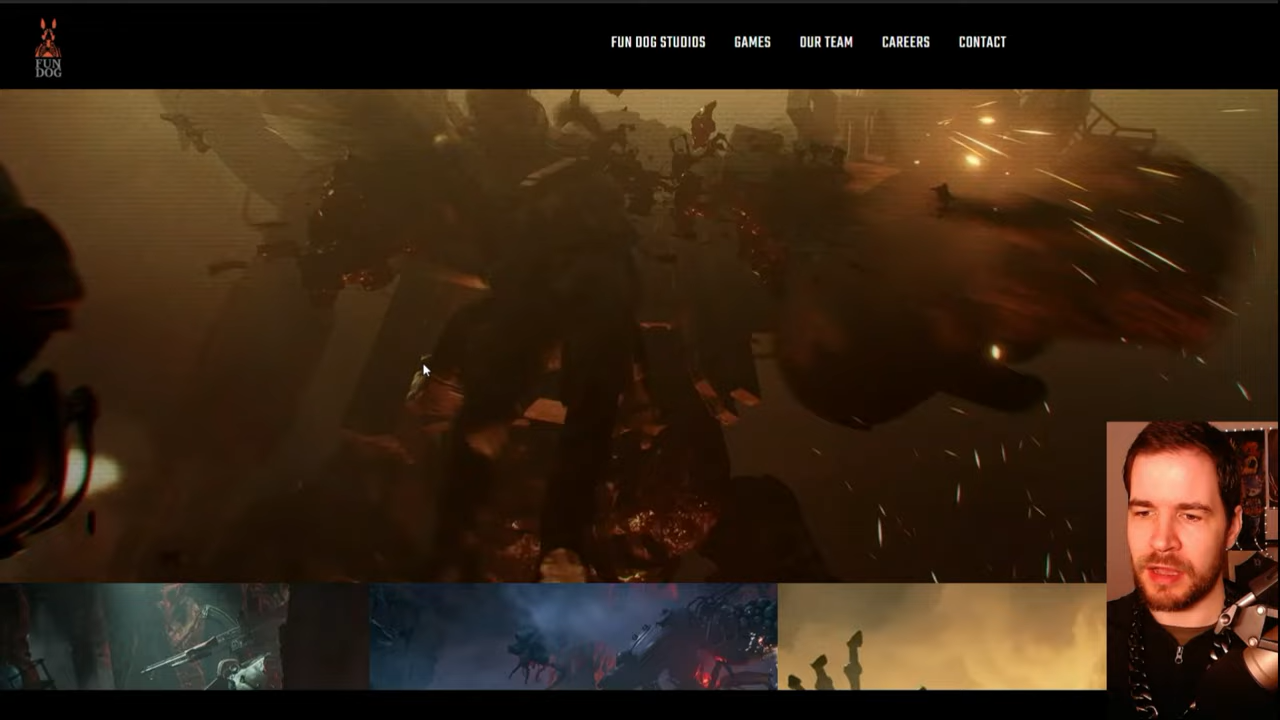 FUN
DOG
FUN DOG STUDIOS
GAMES
OUR TEAM
CAREERS
CONTACT